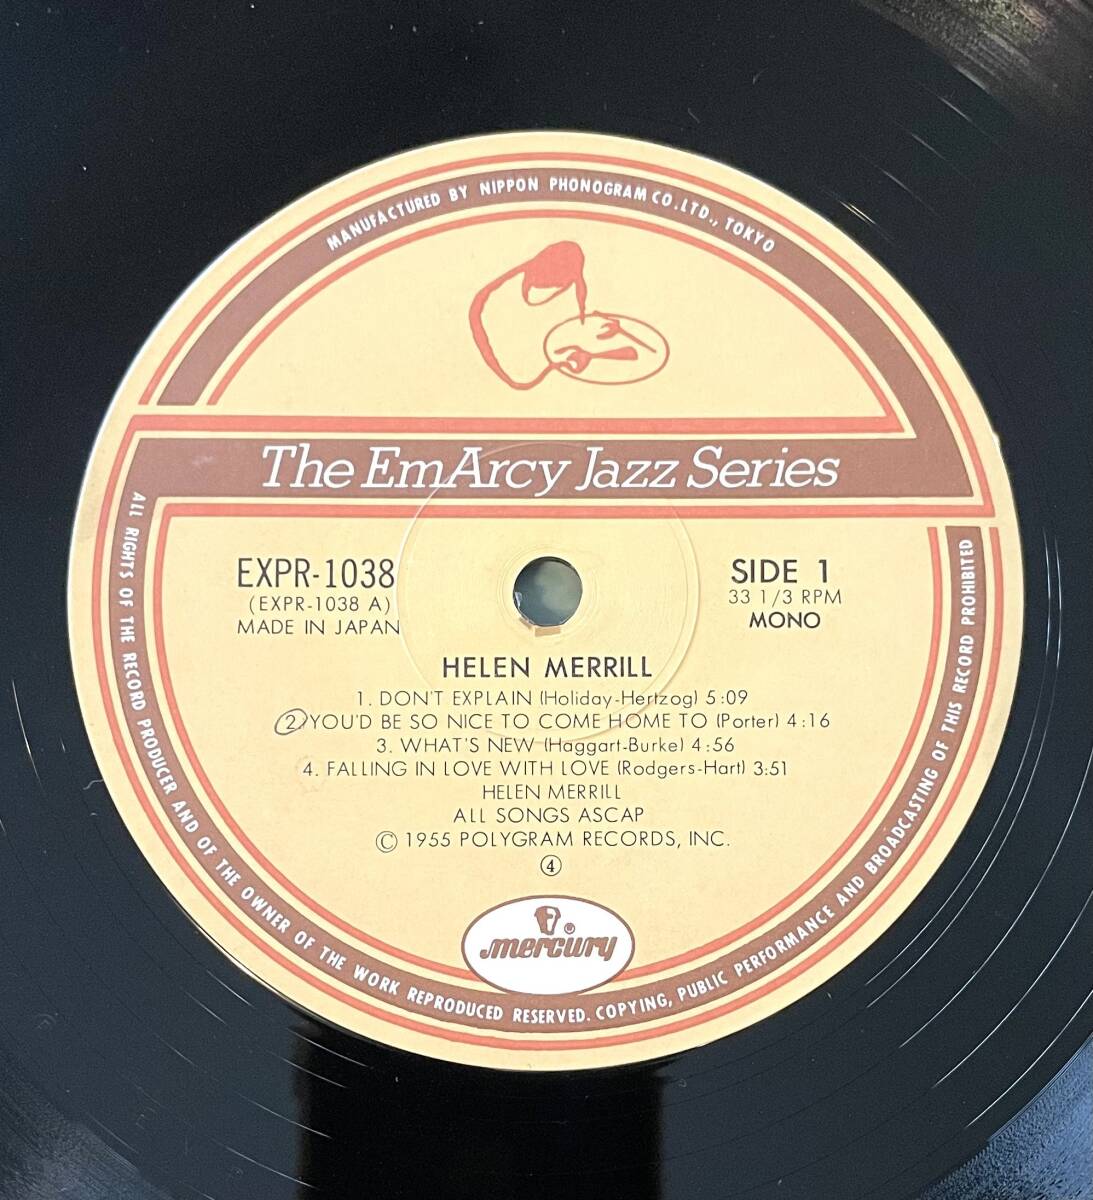 MANUFACTURED BY NIPPON PHONOGRAM CO.LTD., TOKYO
The EmArcy Jazz Series
EXPR-1038
(EXPR-1038 A)
MADE IN JAPAN
SIDE 1
33 1/3 RPM
MONO
HELEN MERRILL
1. DON'T EXPLAIN (Holiday-Hertzog) 5:09
2. YOU'D BE SO NICE TO COME HOME TO (Porter) 4:16
3. WHAT'S NEW (Haggart-Burke) 4:56
4. FALLING IN LOVE WITH LOVE (Rodgers-Hart) 3:51
HELEN MERRILL
ALL SONGS ASCAP
© 1955 POLYGRAM RECORDS, INC.
④
mercury®
ALL RIGHTS OF THE RECORD PRODUCER AND OF THE OWNER OF THE WORK REPRODUCED RESERVED. COPYING, PUBLIC PERFORMANCE AND BROADCASTING OF THIS RECORD PROHIBITED